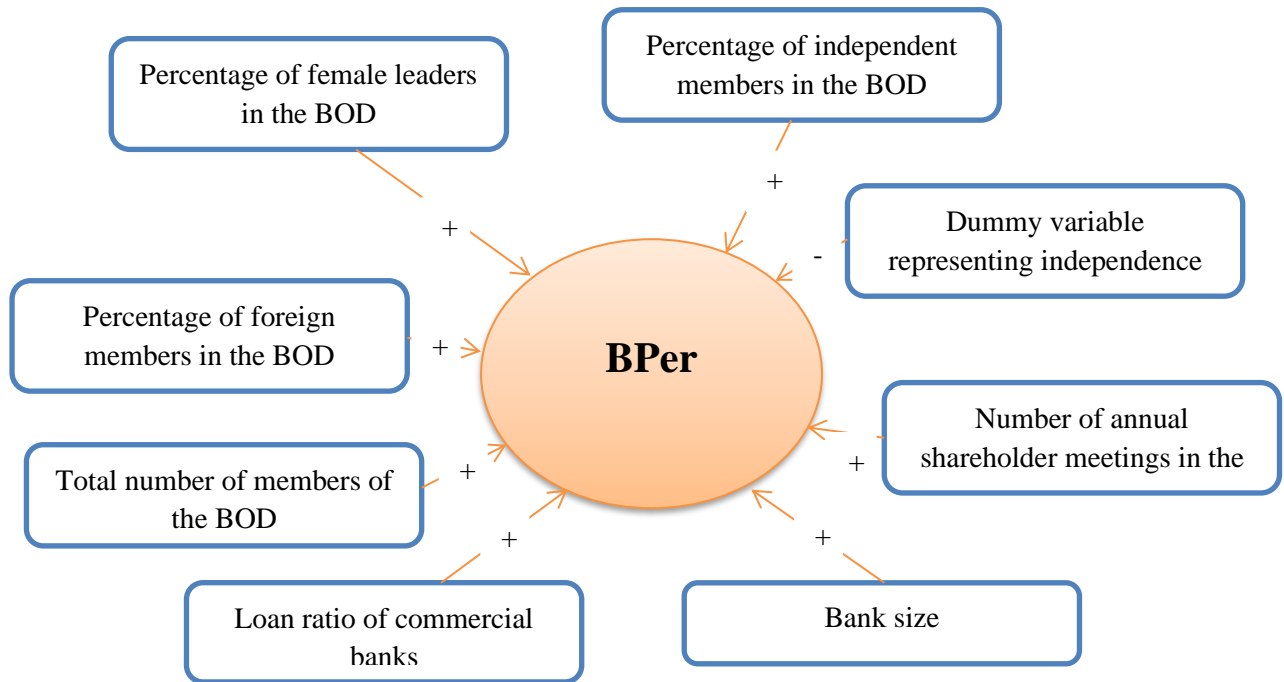 Percentage of female leaders
in the BOD
Percentage of independent
members in the BOD
+
+
Dummy variable
representing independence
-
Percentage of foreign
members in the BOD
+
BPer
Number of annual
shareholder meetings in the
+
Total number of members of
the BOD
+
+
+
Loan ratio of commercial
banks
Bank size